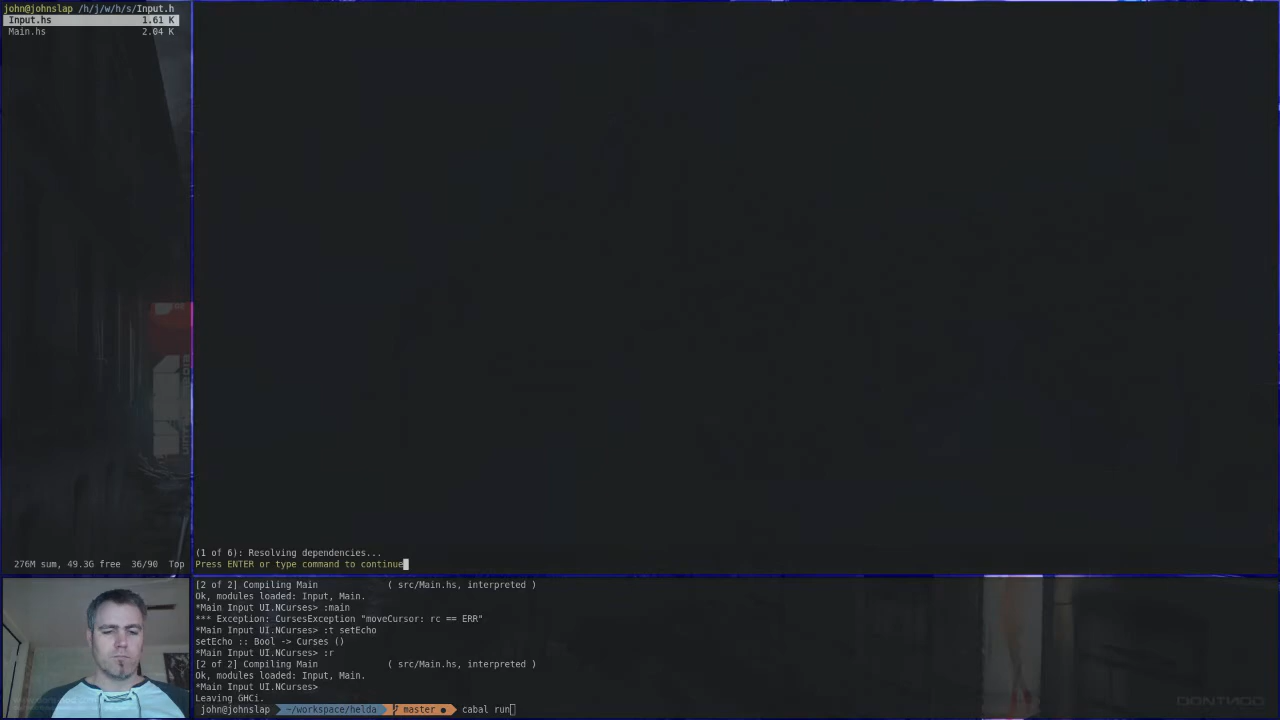 john@johnslap /h/j/w/h/s/Input.h
Input.hs 1.61 K
Main.hs 2.04 K
276M sum, 49.3G free 36/90 Top
(1 of 6): Resolving dependencies...
Press ENTER or type command to continue
[2 of 2] Compiling Main ( src/Main.hs, interpreted )
Ok, modules loaded: Input, Main.
*Main Input UI.NCurses> :main
*** Exception: CursesException "moveCursor: rc == ERR"
*Main Input UI.NCurses> :t setEcho
setEcho :: Bool -> Curses ()
*Main Input UI.NCurses> :r
[2 of 2] Compiling Main ( src/Main.hs, interpreted )
Ok, modules loaded: Input, Main.
*Main Input UI.NCurses>
Leaving GHCi.
john@johnslap ~/workspace/helda master ● cabal run